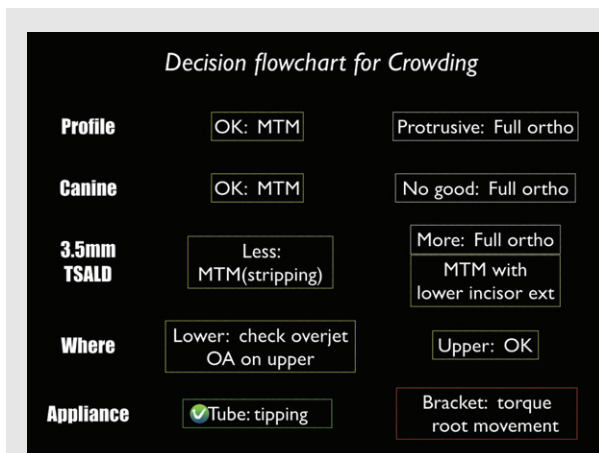 Decision flowchart for Crowding
Profile
OK: MTM
Protrusive: Full ortho
Canine
OK: MTM
No good: Full ortho
3.5mm
TSALD
Less:
MTM(stripping)
More: Full ortho
MTM with
lower incisor ext
Where
Lower: check overjet
OA on upper
Upper: OK
Appliance
Tube: tipping
Bracket: torque
root movement